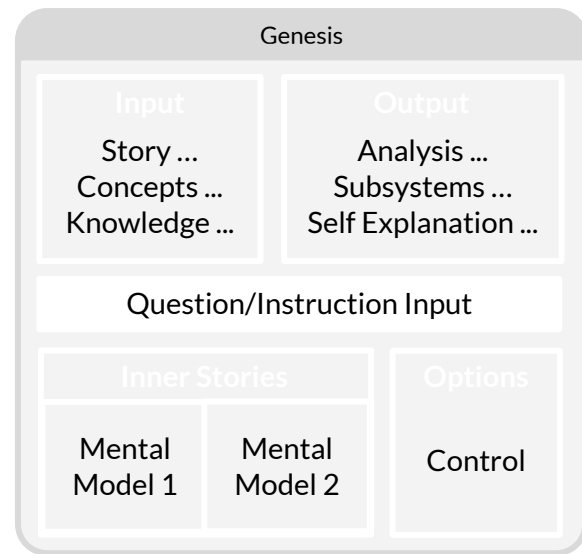 Genesis
Input
Story ...
Concepts ...
Knowledge ...
Output
Analysis ...
Subsystems ...
Self Explanation ...
Question/Instruction Input
Inner Stories
Mental
Model 1
Mental
Model 2
Options
Control